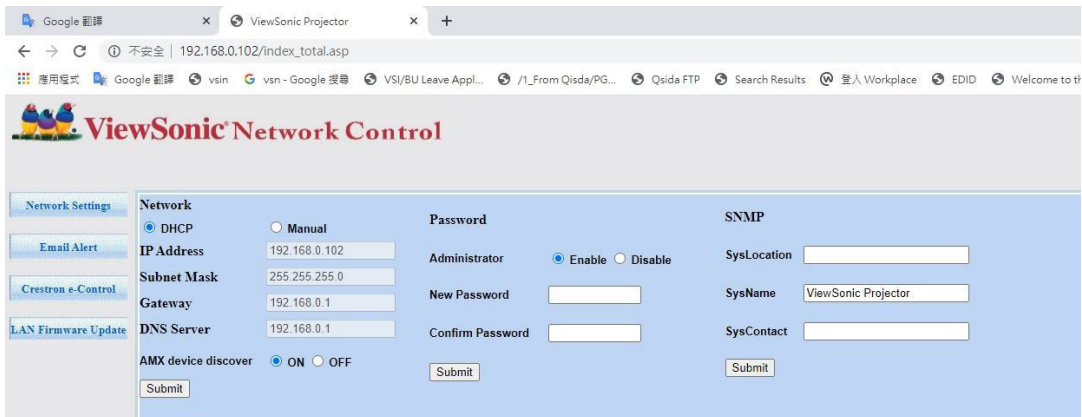 Google 翻譯
ViewSonic Projector
不安全 | 192.168.0.102/index_total.asp
應用程式 Google 翻譯 vsin vsn - Google 搜尋 VSI/BU Leave Appl... /1_From Qisda/PG... Qsida FTP Search Results 登入 Workplace EDID Welcome to th
ViewSonic® Network Control
Network Settings
Email Alert
Crestron e-Control
LAN Firmware Update
Network
DHCP Manual
IP Address 192.168.0.102
Subnet Mask 255.255.255.0
Gateway 192.168.0.1
DNS Server 192.168.0.1
AMX device discover ON OFF
Submit
Password
Administrator Enable Disable
New Password
Confirm Password
Submit
SNMP
SysLocation
SysName ViewSonic Projector
SysContact
Submit